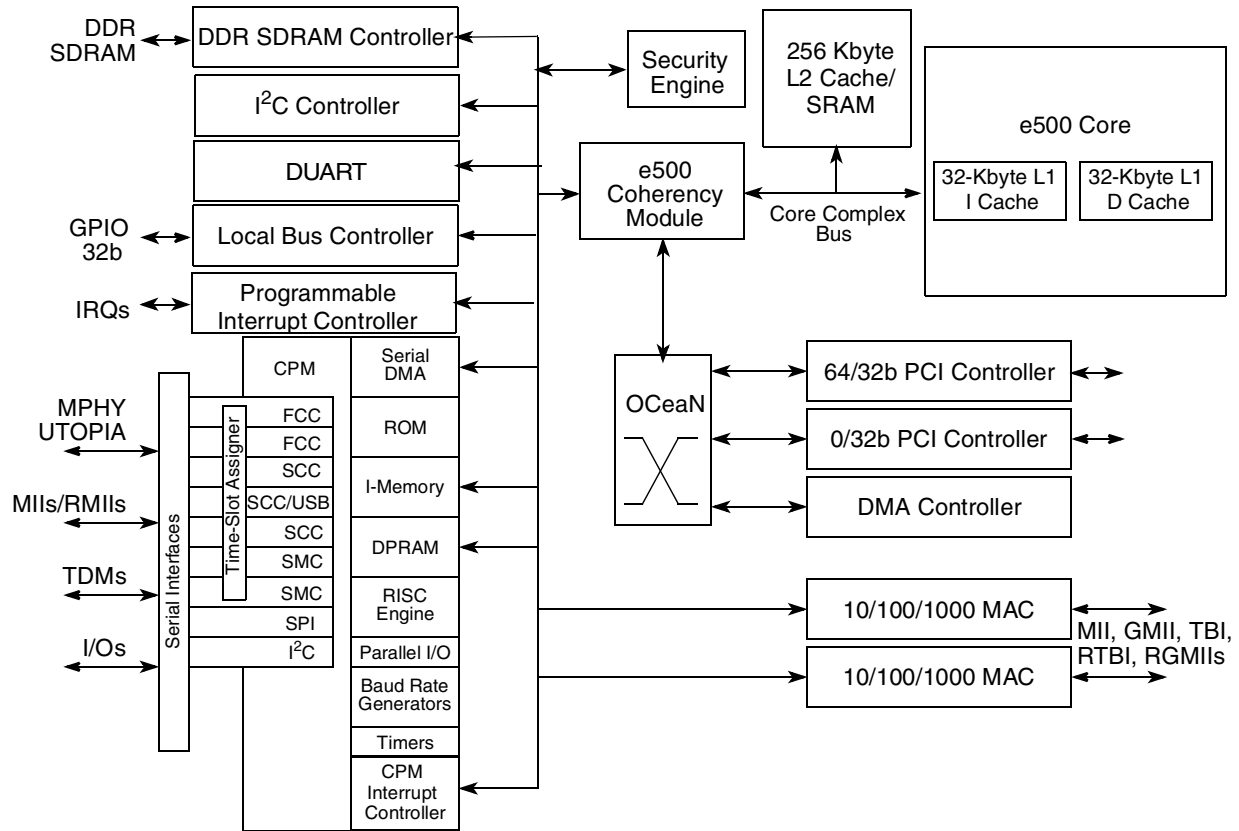 DDR
SDRAM
DDR SDRAM Controller
I²C Controller
DUART
GPIO
32b
Local Bus Controller
IRQs
Programmable
Interrupt Controller
Security
Engine
256 Kbyte
L2 Cache/
SRAM
e500 Core
32-Kbyte L1
I Cache
32-Kbyte L1
D Cache
e500
Coherency
Module
Core Complex
Bus
CPM
Serial
DMA
ROM
I-Memory
DPRAM
RISC
Engine
Parallel I/O
Baud Rate
Generators
Timers
CPM
Interrupt
Controller
MPHY
UTOPIA
MIIs/RMIIs
TDMs
I/Os
Serial Interfaces
Time-Slot Assigner
FCC
FCC
SCC
SCC/USB
SCC
SMC
SMC
SPI
I²C
OCeaN
64/32b PCI Controller
0/32b PCI Controller
DMA Controller
10/100/1000 MAC
10/100/1000 MAC
MII, GMII, TBI,
RTBI, RGMIIs